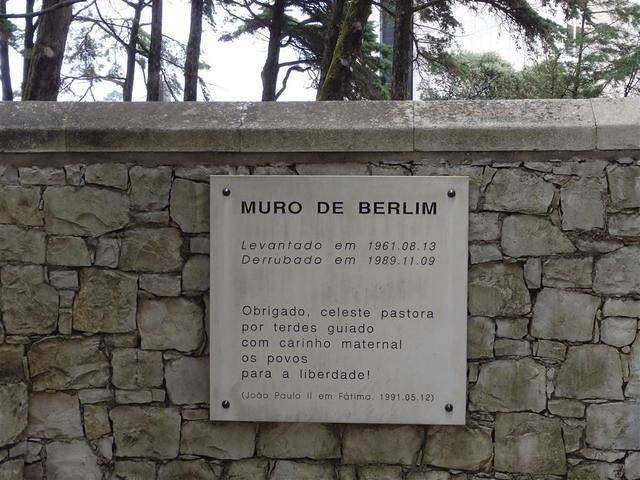 MURO DE BERLIM
Levantado em 1961.08.13
Derrubado em 1989.11.09
Obrigado, celeste pastora
por terdes guiado
com carinho maternal
os povos
para a liberdade!
(João Paulo II em Fátima. 1991.05.12)